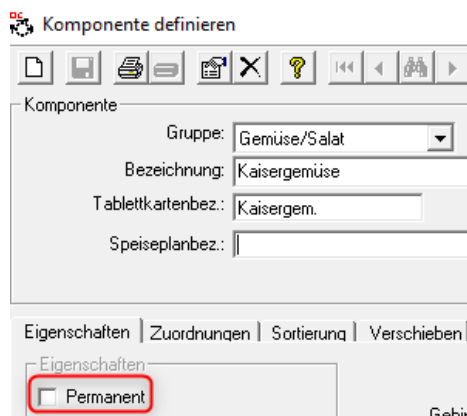 Komponente definieren
Komponente
Gruppe: Gemüse/Salat
Bezeichnung: Kaisergemüse
Tablettkartenbez.: Kaisergem.
Speiseplanbez.:
Eigenschaften Zuordnungen Sortierung Verschieben
Eigenschaften
Permanent